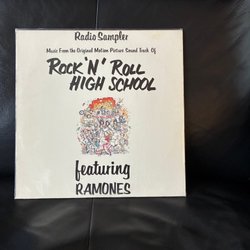 Radio Sampler
Music From the Original Motion Picture Sound Track Of
ROCK 'N' ROLL
HIGH SCHOOL
featuring
RAMONES